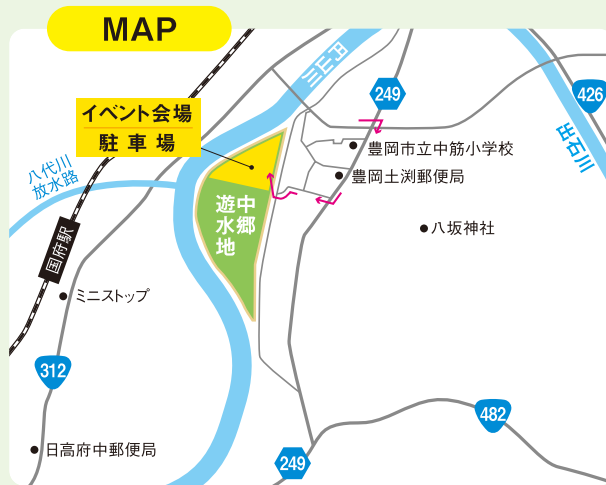 MAP
円山川
249
426
出石川
イベント会場
駐車場
豊岡市立中筋小学校
豊岡土渕郵便局
八代川
放水路
中郷
遊水地
八坂神社
国府駅
ミニストップ
312
482
日高府中郵便局
249